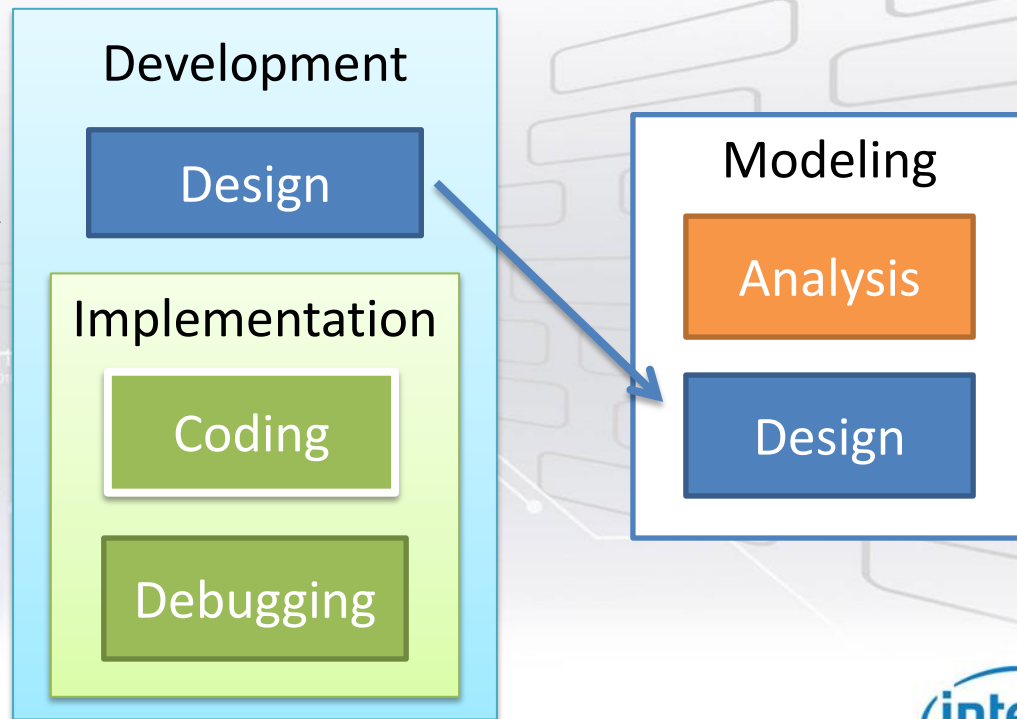 Development
Design
Implementation
Coding
Debugging
Modeling
Analysis
Design